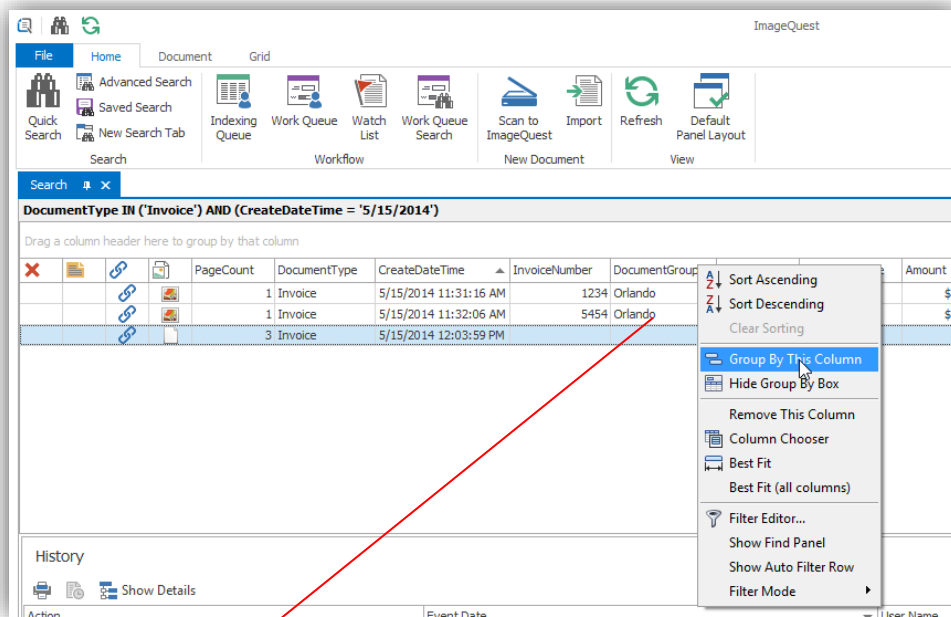 ImageQuest
File Home Document Grid
Quick Search
Advanced Search
Saved Search
New Search Tab
Indexing Queue
Work Queue
Watch List
Work Queue Search
Scan to ImageQuest
Import
Refresh
Default Panel Layout
Search Workflow New Document View
Search
DocumentType IN ('Invoice') AND (CreateDateTime = '5/15/2014')
Drag a column header here to group by that column
PageCount DocumentType CreateDateTime InvoiceNumber DocumentGroup Amount
1 Invoice 5/15/2014 11:31:16 AM 1234 Orlando $
1 Invoice 5/15/2014 11:32:06 AM 5454 Orlando $
3 Invoice 5/15/2014 12:03:59 PM
Sort Ascending
Sort Descending
Clear Sorting
Group By This Column
Hide Group By Box
Remove This Column
Column Chooser
Best Fit
Best Fit (all columns)
Filter Editor...
Show Find Panel
Show Auto Filter Row
Filter Mode
History
Show Details
Action Event Date User Name